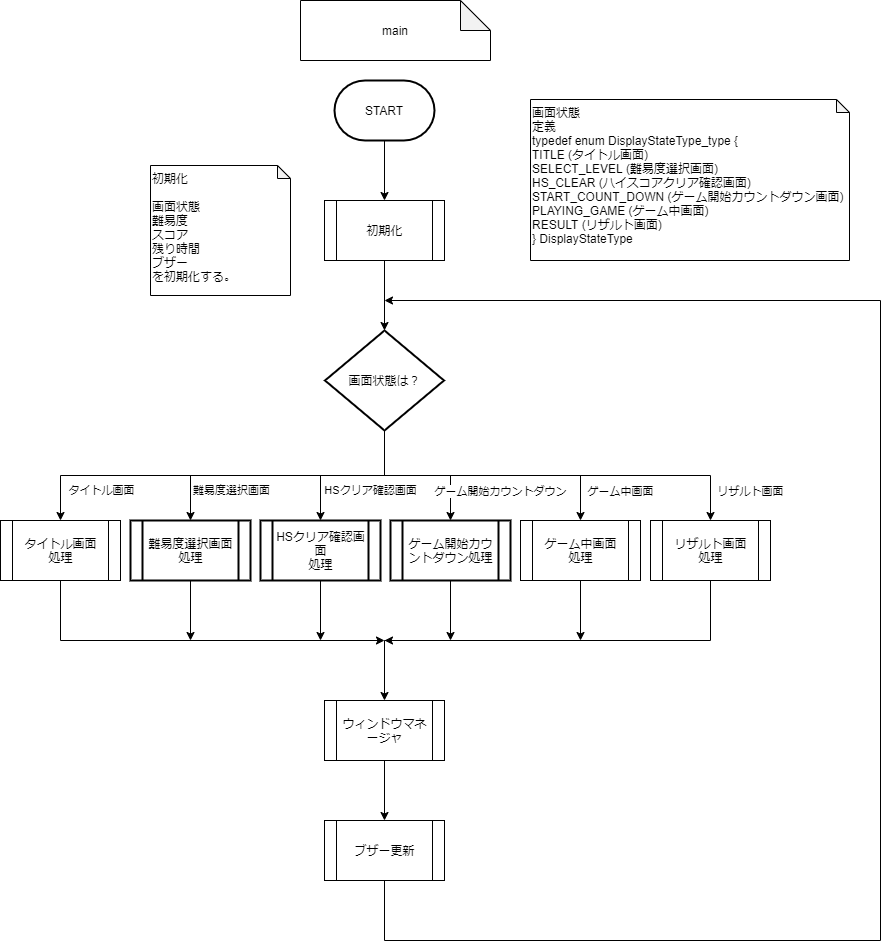 main
START
画面状態
定義
typedef enum DisplayStateType_type {
TITLE (タイトル画面)
SELECT_LEVEL (難易度選択画面)
HS_CLEAR (ハイスコアクリア確認画面)
START_COUNT_DOWN (ゲーム開始カウントダウン画面)
PLAYING_GAME (ゲーム中画面)
RESULT (リザルト画面)
} DisplayStateType
初期化
画面状態
難易度
スコア
残り時間
ブザー
を初期化する。
初期化
画面状態は？
タイトル画面
難易度選択画面
HSクリア確認画面
ゲーム開始カウントダウン
ゲーム中画面
リザルト画面
タイトル画面
処理
難易度選択画面
処理
HSクリア確認画
面
処理
ゲーム開始カウ
ントダウン処理
ゲーム中画面
処理
リザルト画面
処理
ウィンドウマネ
ージャ
ブザー更新